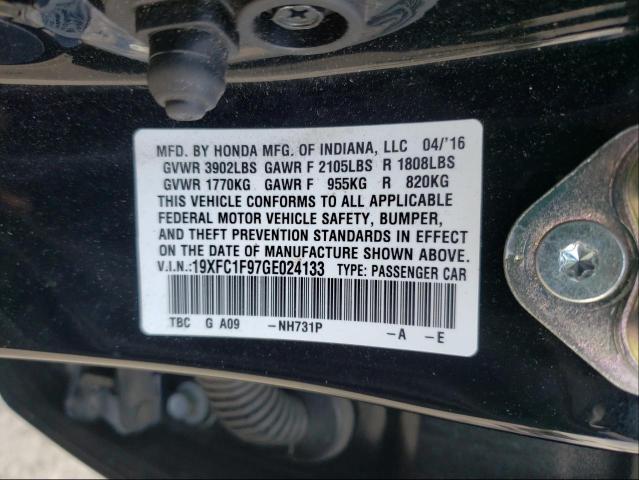 MFD. BY HONDA MFG. OF INDIANA, LLC 04/'16
GVWR 3902LBS GAWR F 2105LBS R 1808LBS
GVWR 1770KG GAWR F 955KG R 820KG
THIS VEHICLE CONFORMS TO ALL APPLICABLE
FEDERAL MOTOR VEHICLE SAFETY, BUMPER,
AND THEFT PREVENTION STANDARDS IN EFFECT
ON THE DATE OF MANUFACTURE SHOWN ABOVE.
V.I.N.:19XFC1F97GE024133 TYPE: PASSENGER CAR
TBC G A09 -NH731P -A -E